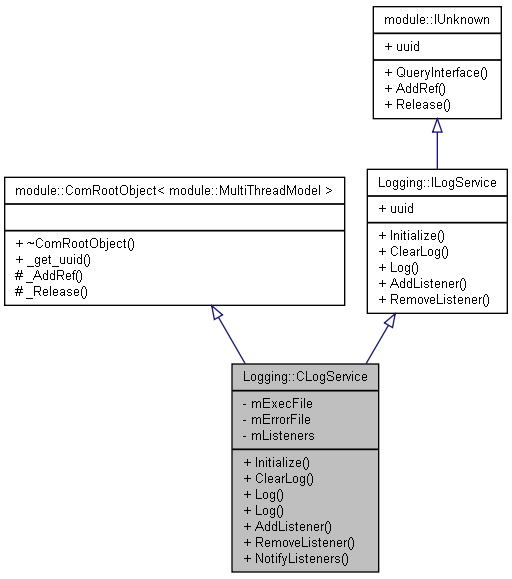 module::IUnknown
+ uuid
+ QueryInterface()
+ AddRef()
+ Release()
module::ComRootObject< module::MultiThreadModel >
+ ~ComRootObject()
+ _get_uuid()
# _AddRef()
# _Release()
Logging::ILogService
+ uuid
+ Initialize()
+ ClearLog()
+ Log()
+ AddListener()
+ RemoveListener()
Logging::CLogService
- mExecFile
- mErrorFile
- mListeners
+ Initialize()
+ ClearLog()
+ Log()
+ Log()
+ AddListener()
+ RemoveListener()
+ NotifyListeners()